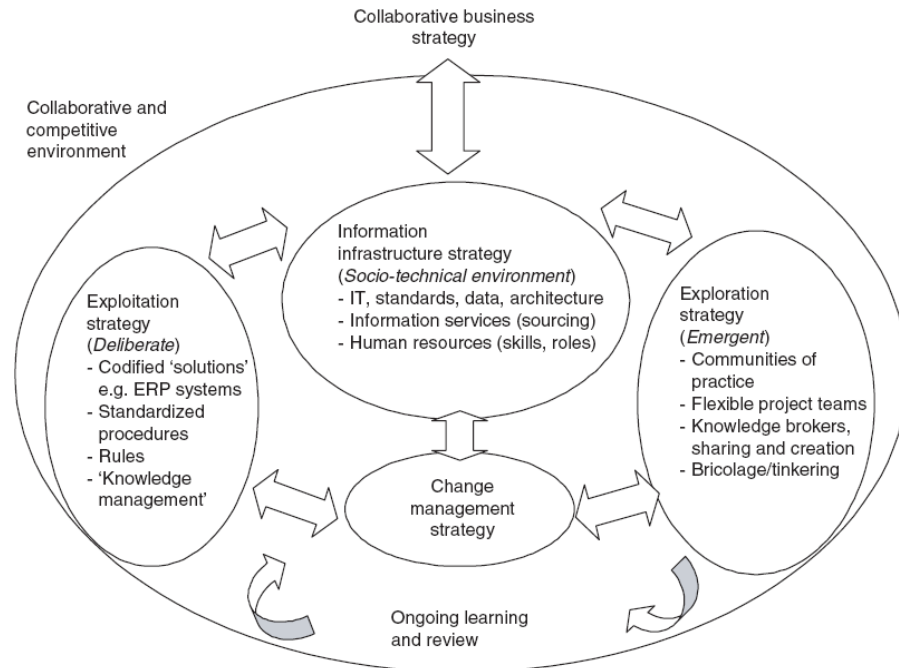 Collaborative business
strategy
Collaborative and
competitive
environment
Information
infrastructure strategy
(Socio-technical environment)
- IT, standards, data, architecture
- Information services (sourcing)
- Human resources (skills, roles)
Exploitation
strategy
(Deliberate)
- Codified ‘solutions’
e.g. ERP systems
- Standardized
procedures
- Rules
- ‘Knowledge
management’
Exploration
strategy
(Emergent)
- Communities of
practice
- Flexible project teams
- Knowledge brokers,
sharing and creation
- Bricolage/tinkering
Change
management
strategy
Ongoing learning
and review